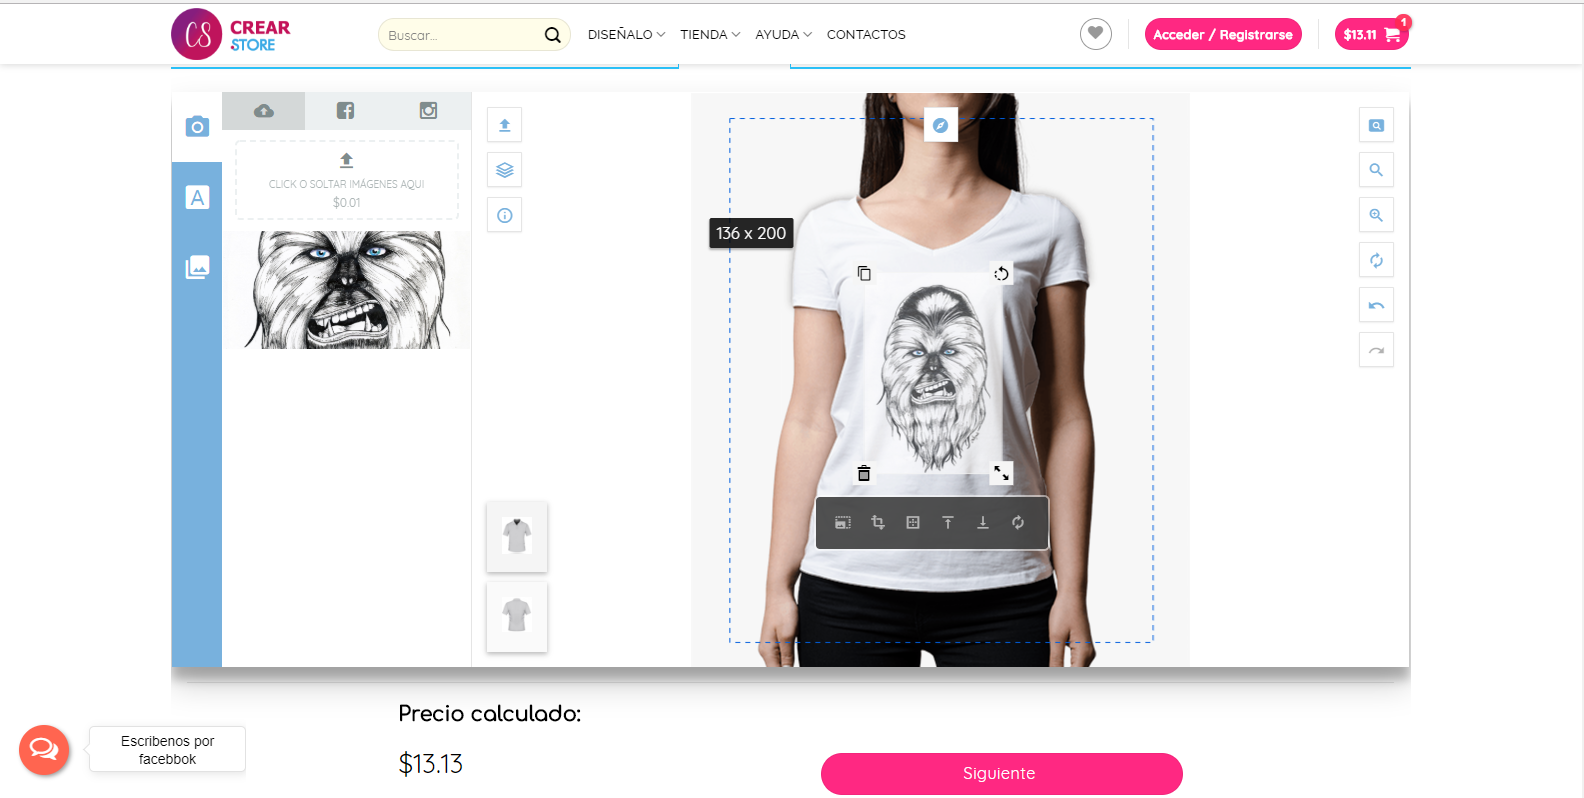 CS CREAR
STORE
Buscar...
DISEÑALO
TIENDA
AYUDA
CONTACTOS
Acceder / Registrarse
$13.11
1
A
CLICK O SOLTAR IMÁGENES AQUI
$0.01
136 x 200
Precio calculado:
$13.13
Siguiente
Escribenos por
facebbok